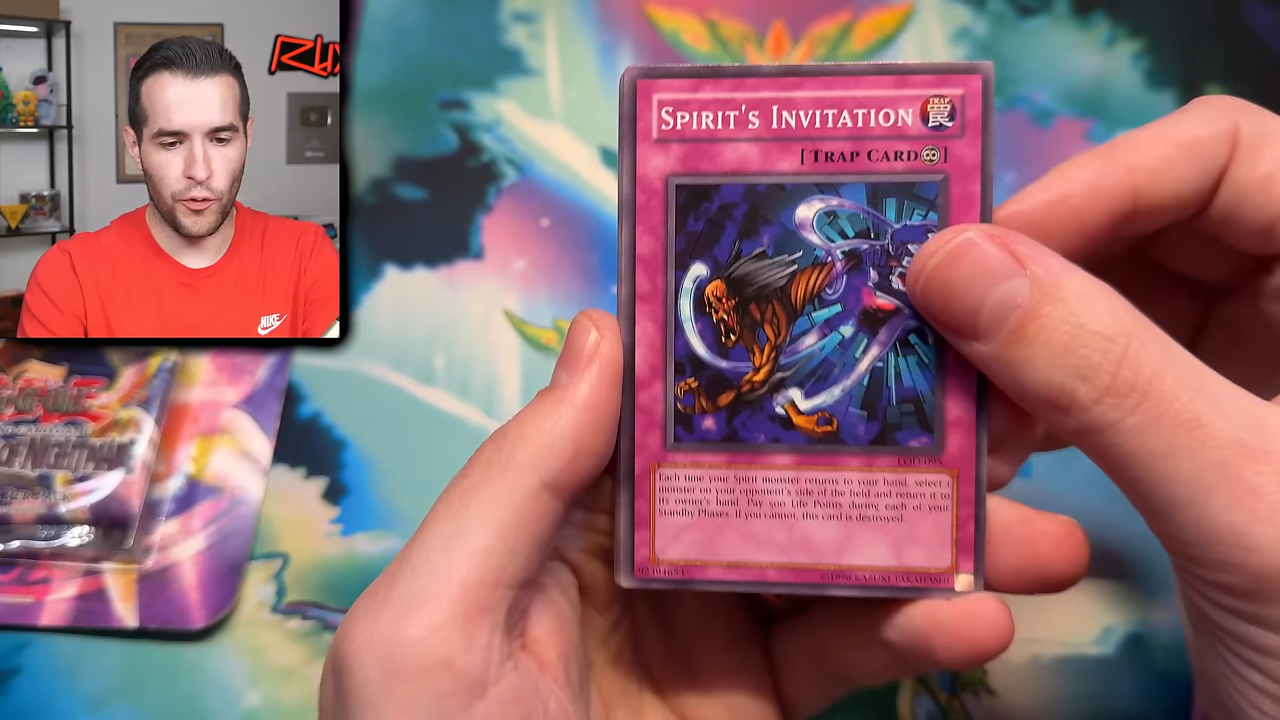 NIKE
SPIRIT'S INVITATION
TRAP
罠
[TRAP CARD]
Each time your Spirit monster returns to your hand, select 1
monster on your opponent's side of the field and return it to
its owner's hand. Pay 500 Life Points during each of your
Standby Phases. If you cannot, this card is destroyed.
©1996 KAZUKI TAKAHASHI